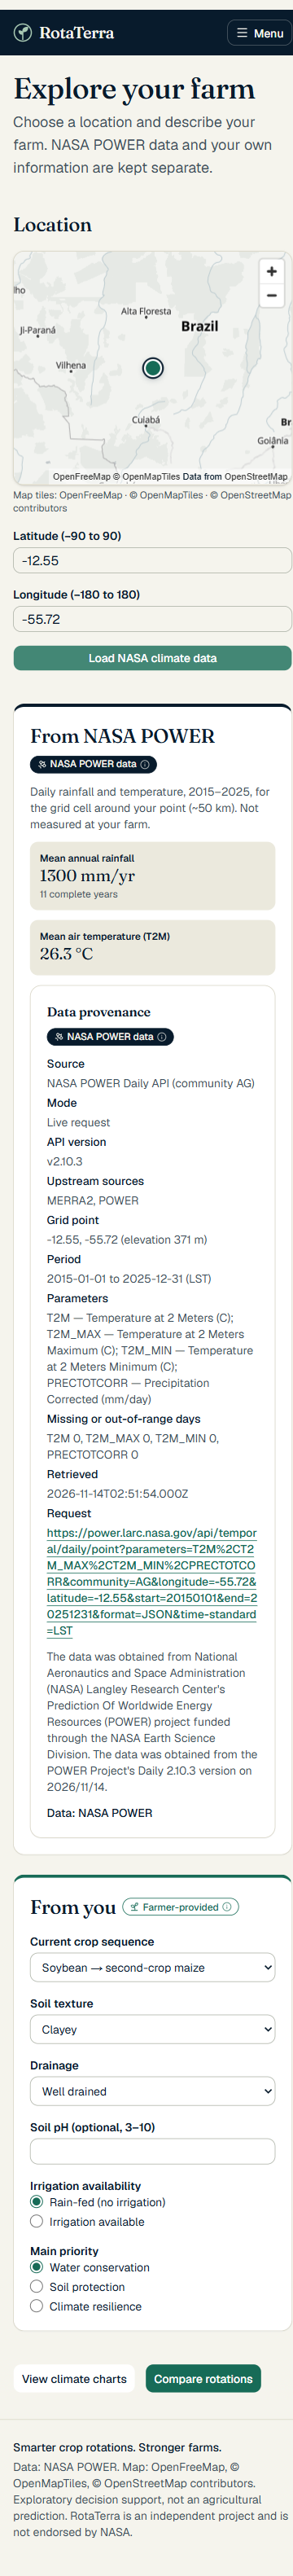 RotaTerra
Menu
Explore your farm
Choose a location and describe your
farm. NASA POWER data and your own
information are kept separate.
Location
lho
Alta Floresta
Brazil
Ji-Paraná
Vilhena
Cuiabá
Br
Goiânia
OpenFreeMap © OpenMapTiles Data from OpenStreetMap
Map tiles: OpenFreeMap · © OpenMapTiles · © OpenStreetMap
contributors
Latitude (−90 to 90)
-12.55
Longitude (−180 to 180)
-55.72
Load NASA climate data
From NASA POWER
NASA POWER data
Daily rainfall and temperature, 2015–2025, for
the grid cell around your point (~50 km). Not
measured at your farm.
Mean annual rainfall
1300 mm/yr
11 complete years
Mean air temperature (T2M)
26.3 °C
Data provenance
NASA POWER data
Source
NASA POWER Daily API (community AG)
Mode
Live request
API version
v2.10.3
Upstream sources
MERRA2, POWER
Grid point
-12.55, -55.72 (elevation 371 m)
Period
2015-01-01 to 2025-12-31 (LST)
Parameters
T2M — Temperature at 2 Meters (C);
T2M_MAX — Temperature at 2 Meters
Maximum (C); T2M_MIN — Temperature
at 2 Meters Minimum (C);
PRECTOTCORR — Precipitation
Corrected (mm/day)
Missing or out-of-range days
T2M 0, T2M_MAX 0, T2M_MIN 0,
PRECTOTCORR 0
Retrieved
2026-11-14T02:51:54.000Z
Request
https://power.larc.nasa.gov/api/tempor
al/daily/point?parameters=T2M%2CT2
M_MAX%2CT2M_MIN%2CPRECTOTCO
RR&community=AG&longitude=-55.72&
latitude=-12.55&start=20150101&end=2
0251231&format=JSON&time-standard
=LST
The data was obtained from National
Aeronautics and Space Administration
(NASA) Langley Research Center's
Prediction Of Worldwide Energy
Resources (POWER) project funded
through the NASA Earth Science
Division. The data was obtained from the
POWER Project's Daily 2.10.3 version on
2026/11/14.
Data: NASA POWER
From you
Farmer-provided
Current crop sequence
Soybean → second-crop maize
Soil texture
Clayey
Drainage
Well drained
Soil pH (optional, 3–10)
Irrigation availability
Rain-fed (no irrigation)
Irrigation available
Main priority
Water conservation
Soil protection
Climate resilience
View climate charts
Compare rotations
Smarter crop rotations. Stronger farms.
Data: NASA POWER. Map: OpenFreeMap, ©
OpenMapTiles, © OpenStreetMap contributors.
Exploratory decision support, not an agricultural
prediction. RotaTerra is an independent project and is
not endorsed by NASA.